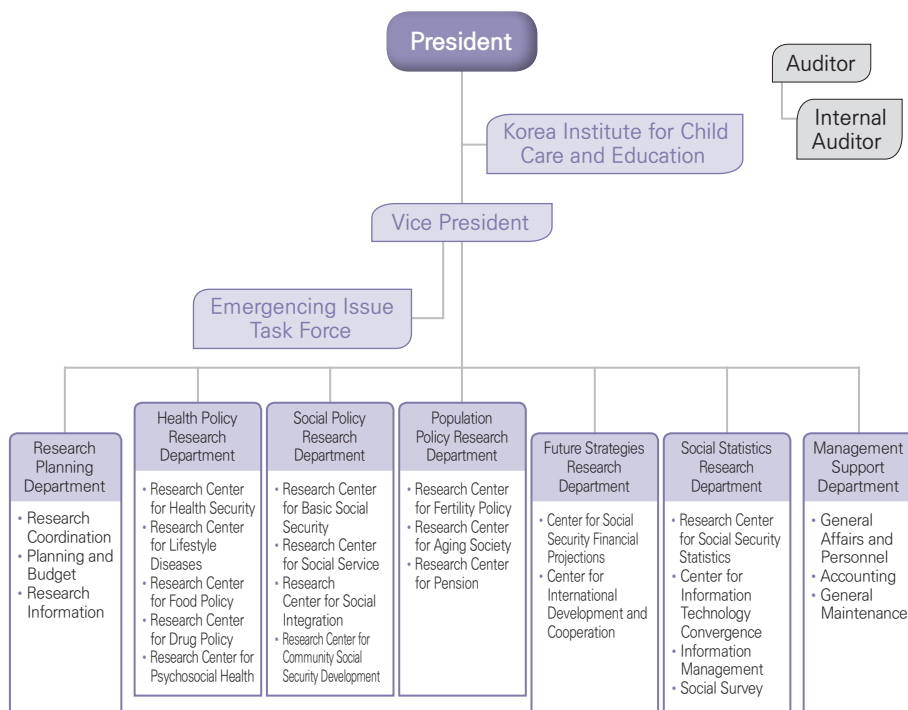 President
Auditor
Internal
Auditor
Korea Institute for Child
Care and Education
Vice President
Emergencing Issue
Task Force
Research
Planning
Department
• Research
Coordination
• Planning and
Budget
• Research
Information
Health Policy
Research
Department
• Research Center
for Health Security
• Research Center
for Lifestyle
Diseases
• Research Center
for Food Policy
• Research Center
for Drug Policy
• Research Center for
Psychosocial Health
Social Policy
Research
Department
• Research Center
for Basic Social
Security
• Research Center
for Social Service
• Research
Center for Social
Integration
• Research Center for
Community Social
Security Development
Population
Policy Research
Department
• Research Center
for Fertility Policy
• Research Center
for Aging Society
• Research Center
for Pension
Future Strategies
Research
Department
• Center for Social
Security Financial
Projections
• Center for
International
Development and
Cooperation
Social Statistics
Research
Department
• Research Center
for Social Security
Statistics
• Center for
Information
Technology
Convergence
• Information
Management
• Social Survey
Management
Support
Department
• General
Affairs and
Personnel
• Accounting
• General
Maintenance